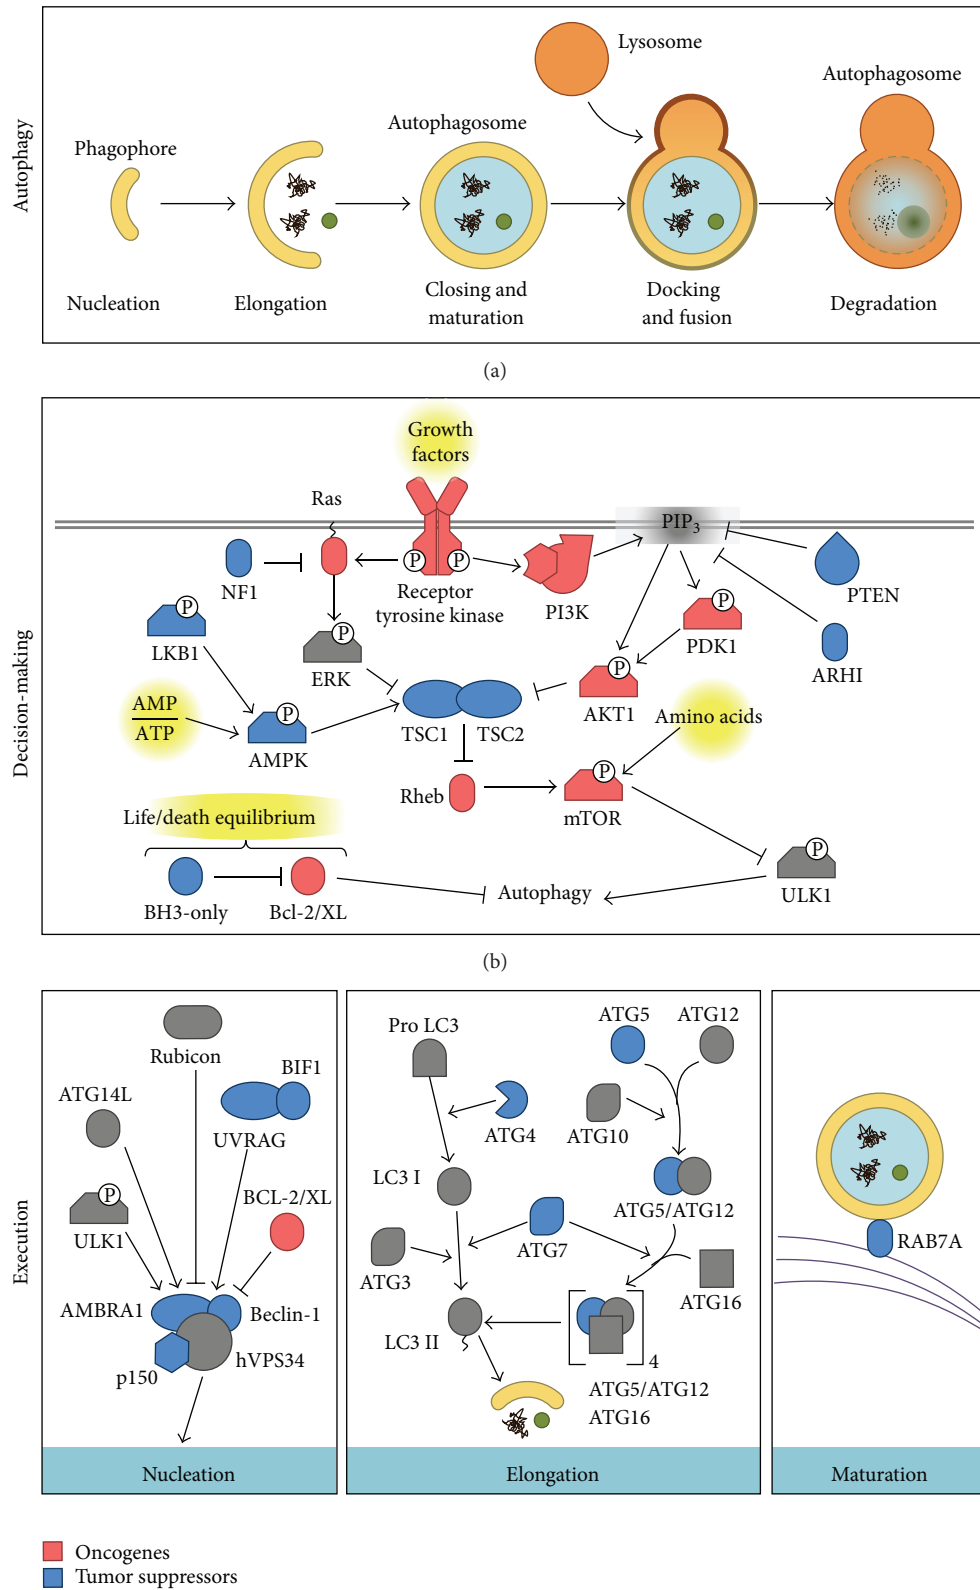 Autophagy
Lysosome
Autophagosome
Autophagosome
Phagophore
Nucleation
Elongation
Closing and
maturation
Docking
and fusion
Degradation
(a)
Decision-making
Growth
factors
Ras
PIP3
P
P
NF1
Receptor
tyrosine kinase
PI3K
PTEN
P
LKB1
P
ERK
P
PDK1
ARHI
P
AKT1
AMP
ATP
P
AMPK
TSC1
TSC2
Amino acids
Rheb
P
mTOR
Life/death equilibrium
BH3-only
Bcl-2/XL
Autophagy
P
ULK1
(b)
Execution
Rubicon
BIF1
ATG14L
UVRAG
P
ULK1
BCL-2/XL
AMBRA1
Beclin-1
p150
hVPS34
Nucleation
Pro LC3
ATG5
ATG12
ATG4
ATG10
LC3 I
ATG5/ATG12
ATG7
ATG3
ATG16
LC3 II
4
ATG5/ATG12
ATG16
Elongation
RAB7A
Maturation
Oncogenes
Tumor suppressors